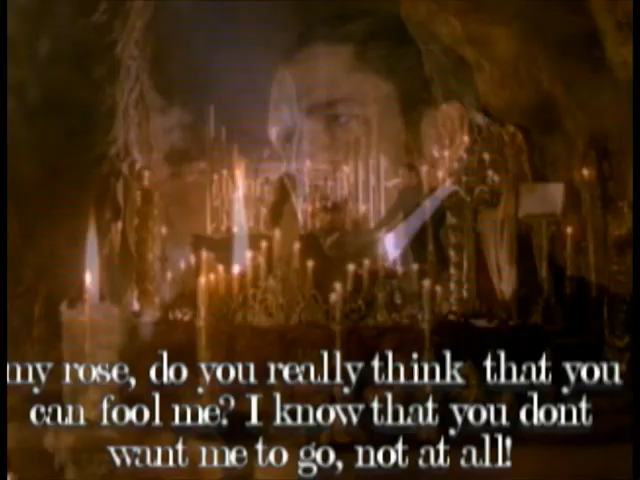 my rose, do you really think that you
can fool me? I know that you dont
want me to go, not at all!